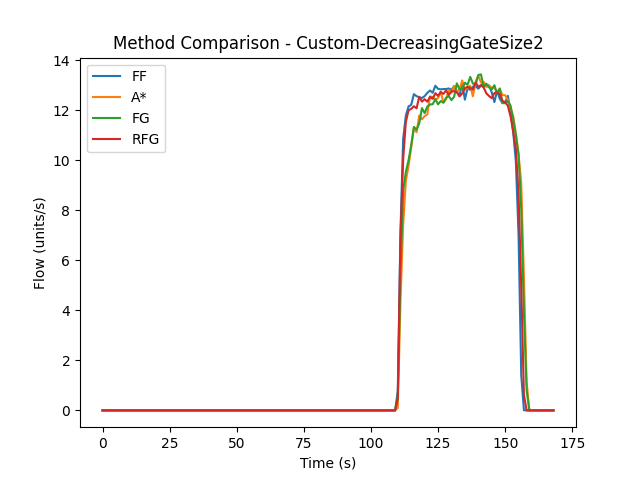 Method Comparison - Custom-DecreasingGateSize2
14
12
10
8
6
4
2
0
Flow (units/s)
FF
A*
FG
RFG
0 25 50 75 100 125 150 175
Time (s)